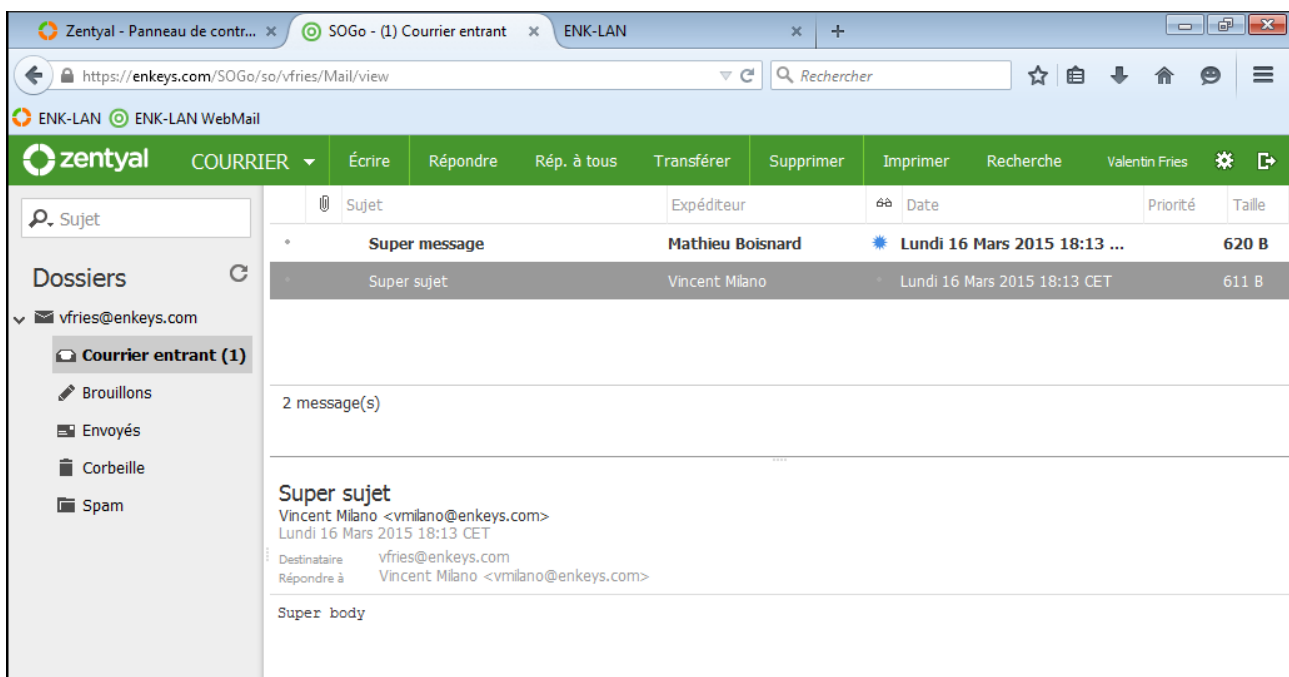 Zentyal - Panneau de contr... SOGo - (1) Courrier entrant ENK-LAN
https://enkeys.com/SOGo/so/vfries/Mail/view Rechercher
ENK-LAN ENK-LAN WebMail
zentyal COURRIER Écrire Répondre Rép. à tous Transférer Supprimer Imprimer Recherche Valentin Fries
Sujet Sujet Expéditeur Date Priorité Taille
Super message Mathieu Boisnard Lundi 16 Mars 2015 18:13 ... 620 B
Dossiers Super sujet Vincent Milano Lundi 16 Mars 2015 18:13 CET 611 B
vfries@enkeys.com
Courrier entrant (1)
Brouillons
2 message(s)
Envoyés
Corbeille
Spam
Super sujet
Vincent Milano <vmilano@enkeys.com>
Lundi 16 Mars 2015 18:13 CET
Destinataire vfries@enkeys.com
Répondre à Vincent Milano <vmilano@enkeys.com>
Super body